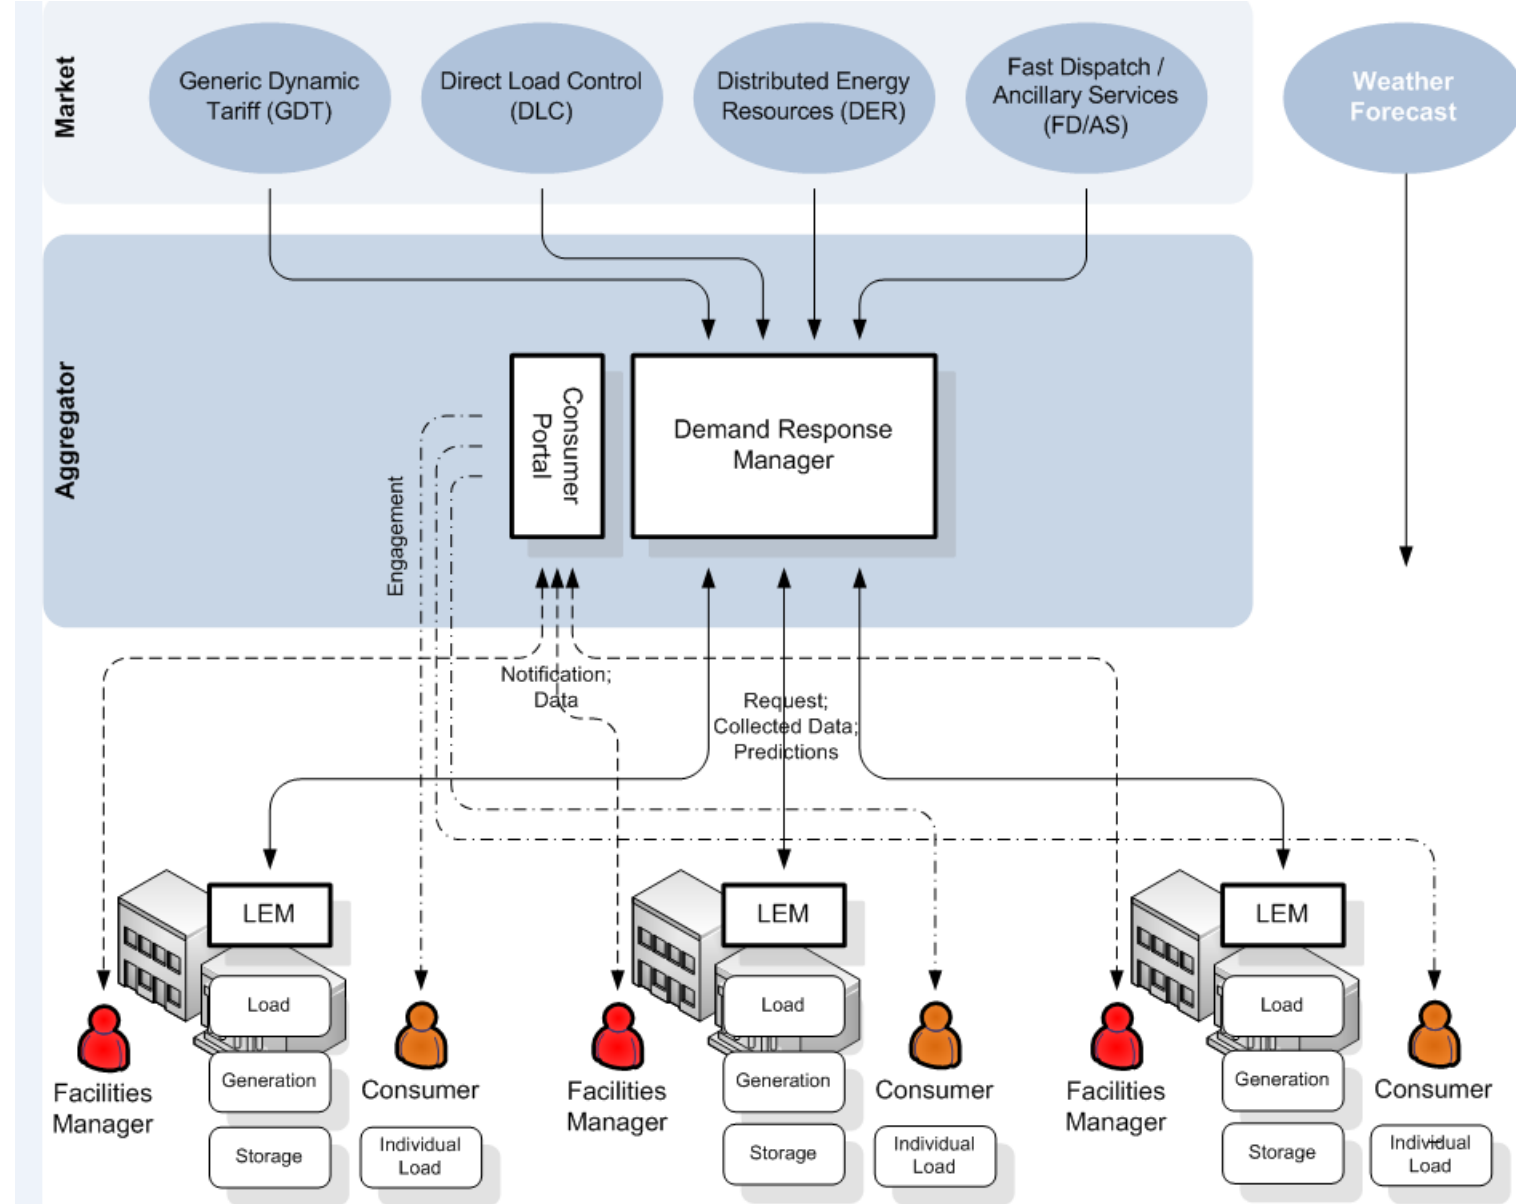 Market
Generic Dynamic
Tariff (GDT)
Direct Load Control
(DLC)
Distributed Energy
Resources (DER)
Fast Dispatch /
Ancillary Services
(FD/AS)
Weather
Forecast
Aggregator
Consumer
Portal
Demand Response
Manager
Engagement
Notification;
Data
Request;
Collected Data;
Predictions
LEM
Load
Generation
Storage
Facilities
Manager
Consumer
Individual
Load
LEM
Load
Generation
Storage
Facilities
Manager
Consumer
Individual
Load
LEM
Load
Generation
Storage
Facilities
Manager
Consumer
Individual
Load